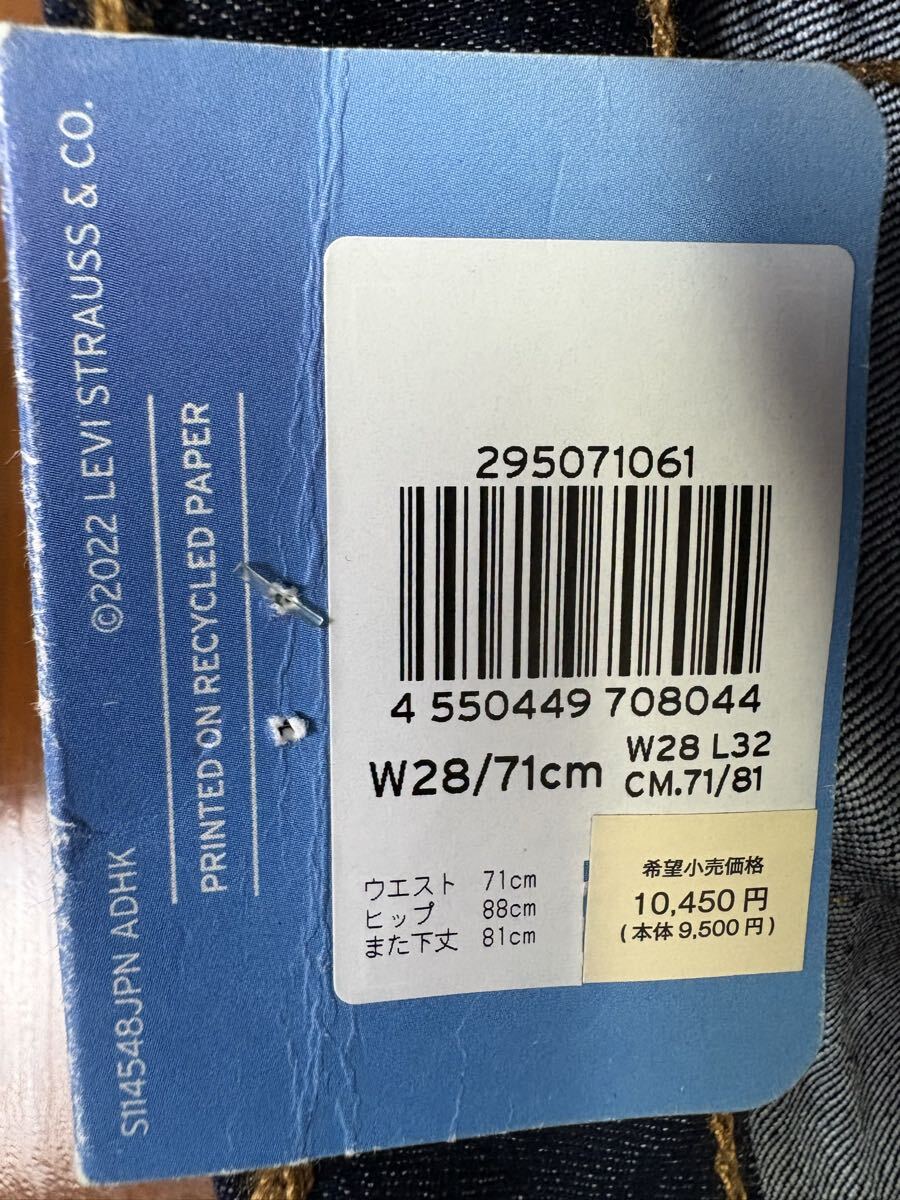 ©2022 LEVI STRAUSS & CO.
PRINTED ON RECYCLED PAPER
S114548JPN ADHK
295071061
4 550449 708044
W28/71cm
W28 L32
CM.71/81
ウエスト 71cm
ヒップ 88cm
また下丈 81cm
希望小売価格
10,450円
(本体9,500円)